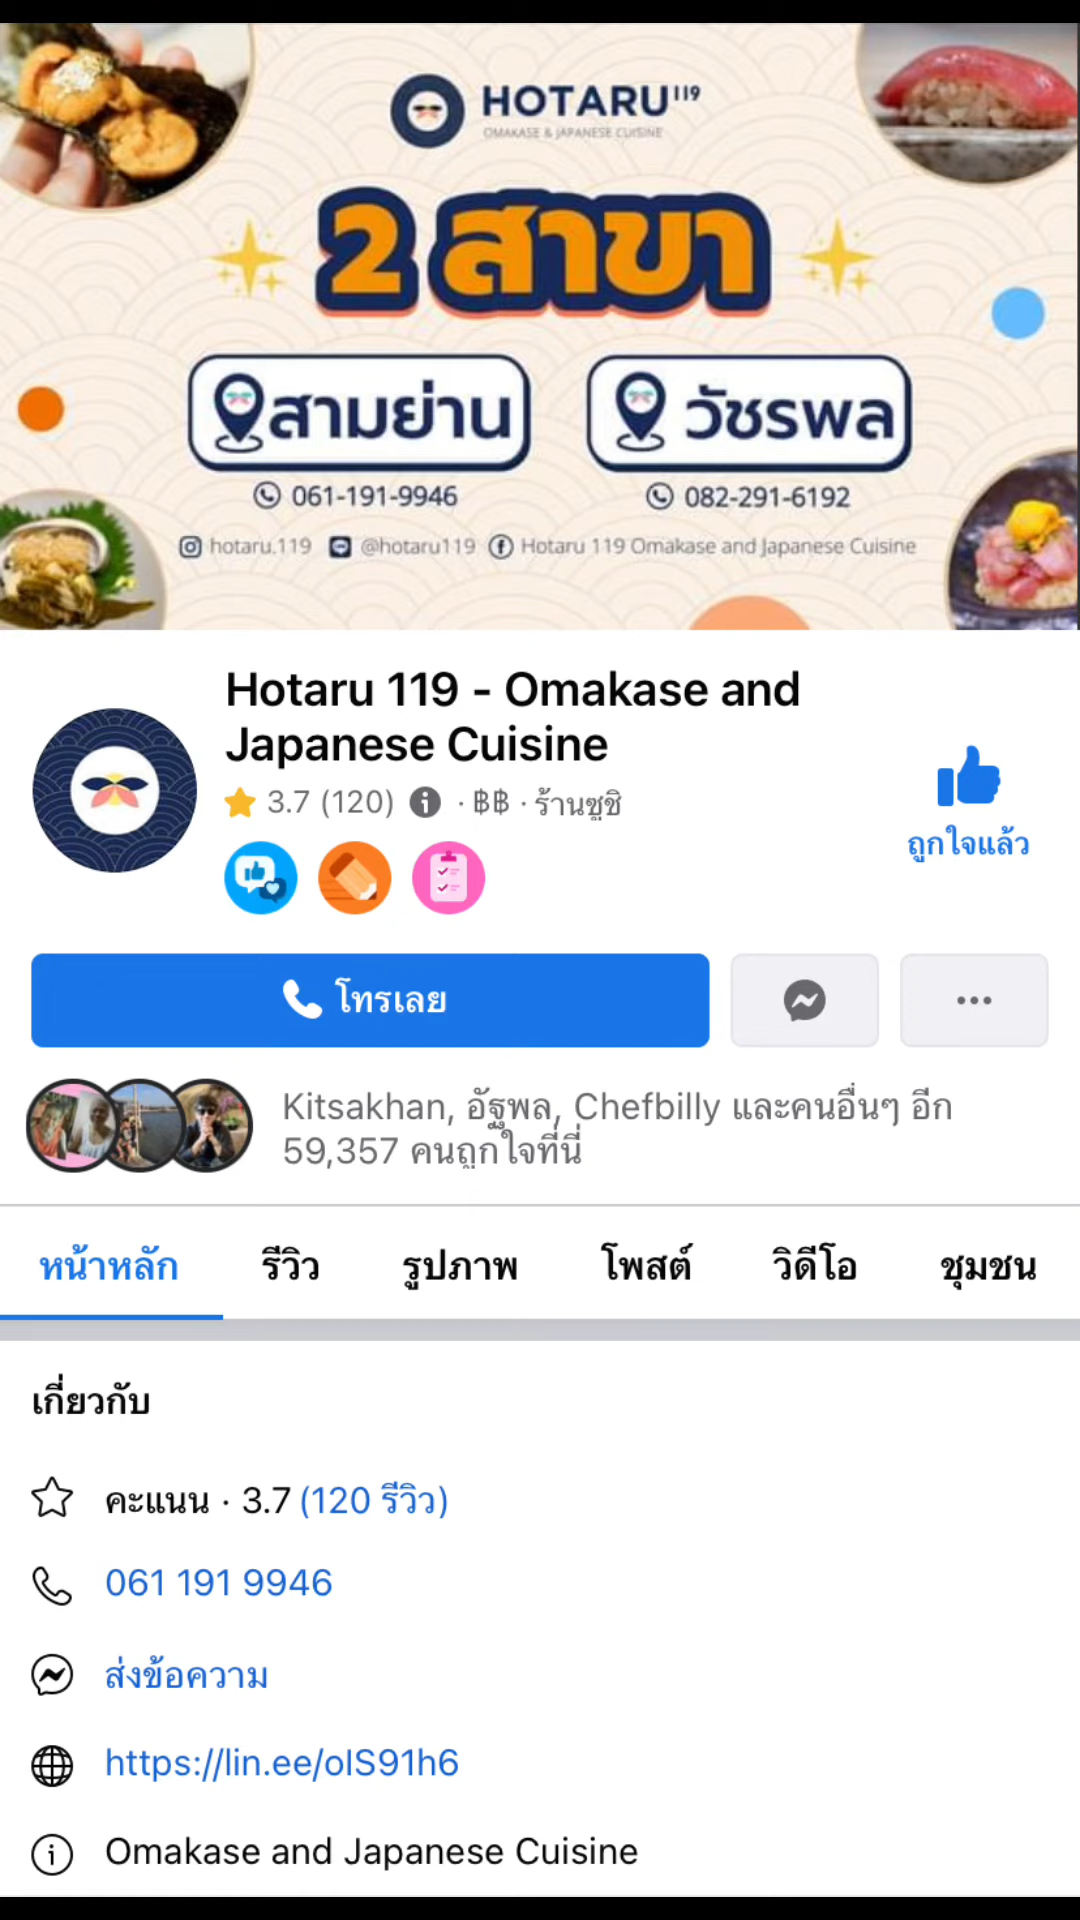 HOTARU119
OMAKASE & JAPANESE CUISINE
2 สาขา
สามย่าน วัชรพล
061-191-9946 082-291-6192
hotaru.119 @hotaru119 Hotaru 119 Omakase and Japanese Cuisine
Hotaru 119 - Omakase and
Japanese Cuisine
3.7 (120) · ฿฿ · ร้านซูชิ
ถูกใจแล้ว
โทรเลย
Kitsakhan, อัฐพล, Chefbilly และคนอื่นๆ อีก
59,357 คนถูกใจที่นี่
หน้าหลัก รีวิว รูปภาพ โพสต์ วิดีโอ ชุมชน
เกี่ยวกับ
คะแนน · 3.7 (120 รีวิว)
061 191 9946
ส่งข้อความ
https://lin.ee/oIS91h6
Omakase and Japanese Cuisine